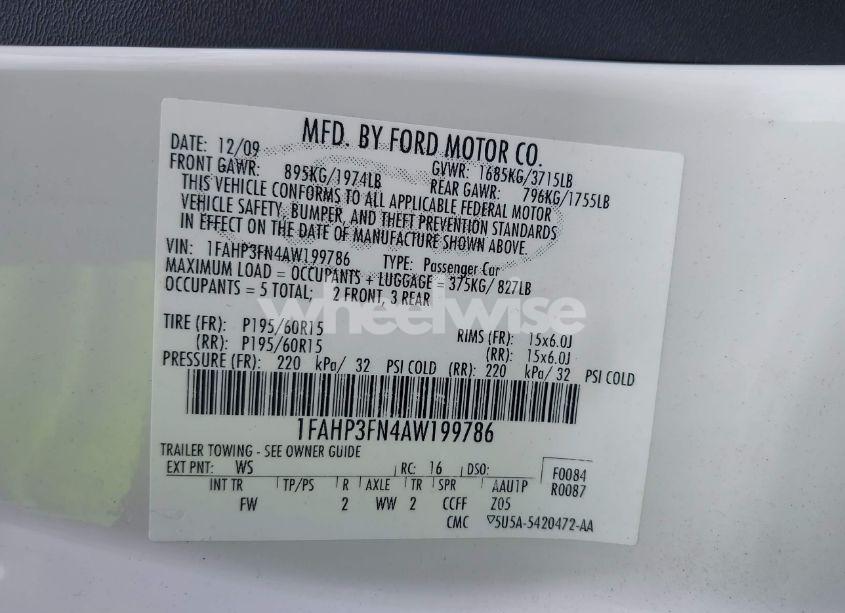 MFD. BY FORD MOTOR CO.
DATE: 12/09 GVWR: 1685KG/3715LB
FRONT GAWR: 895KG/1974LB REAR GAWR: 796KG/1755LB
THIS VEHICLE CONFORMS TO ALL APPLICABLE FEDERAL MOTOR
VEHICLE SAFETY, BUMPER, AND THEFT PREVENTION STANDARDS
IN EFFECT ON THE DATE OF MANUFACTURE SHOWN ABOVE.
VIN: 1FAHP3FN4AW199786 TYPE: Passenger Car
MAXIMUM LOAD = OCCUPANTS + LUGGAGE = 375KG/ 827LB
OCCUPANTS = 5 TOTAL; 2 FRONT, 3 REAR
wheelwise
TIRE (FR): P195/60R15 RIMS (FR): 15x6.0J
(RR): P195/60R15 (RR): 15x6.0J
PRESSURE (FR): 220 kPa/ 32 PSI COLD (RR): 220 kPa/ 32 PSI COLD
1FAHP3FN4AW199786
TRAILER TOWING - SEE OWNER GUIDE
EXT PNT: WS RC: 16 DSO: F0084
INT TR TP/PS R AXLE TR SPR AAU1P R0087
FW 2 WW 2 CCFF Z05
CMC ▽5U5A-5420472-AA